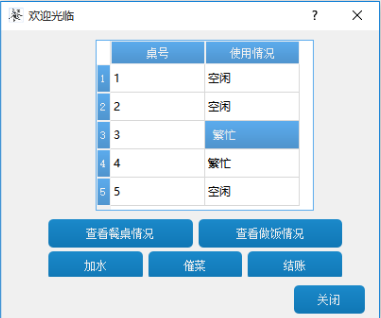 欢迎光临 ? ×
桌号 使用情况
1 1 空闲
2 2 空闲
3 3 繁忙
4 4 繁忙
5 5 空闲
查看餐桌情况 查看做饭情况
加水 催菜 结账
关闭